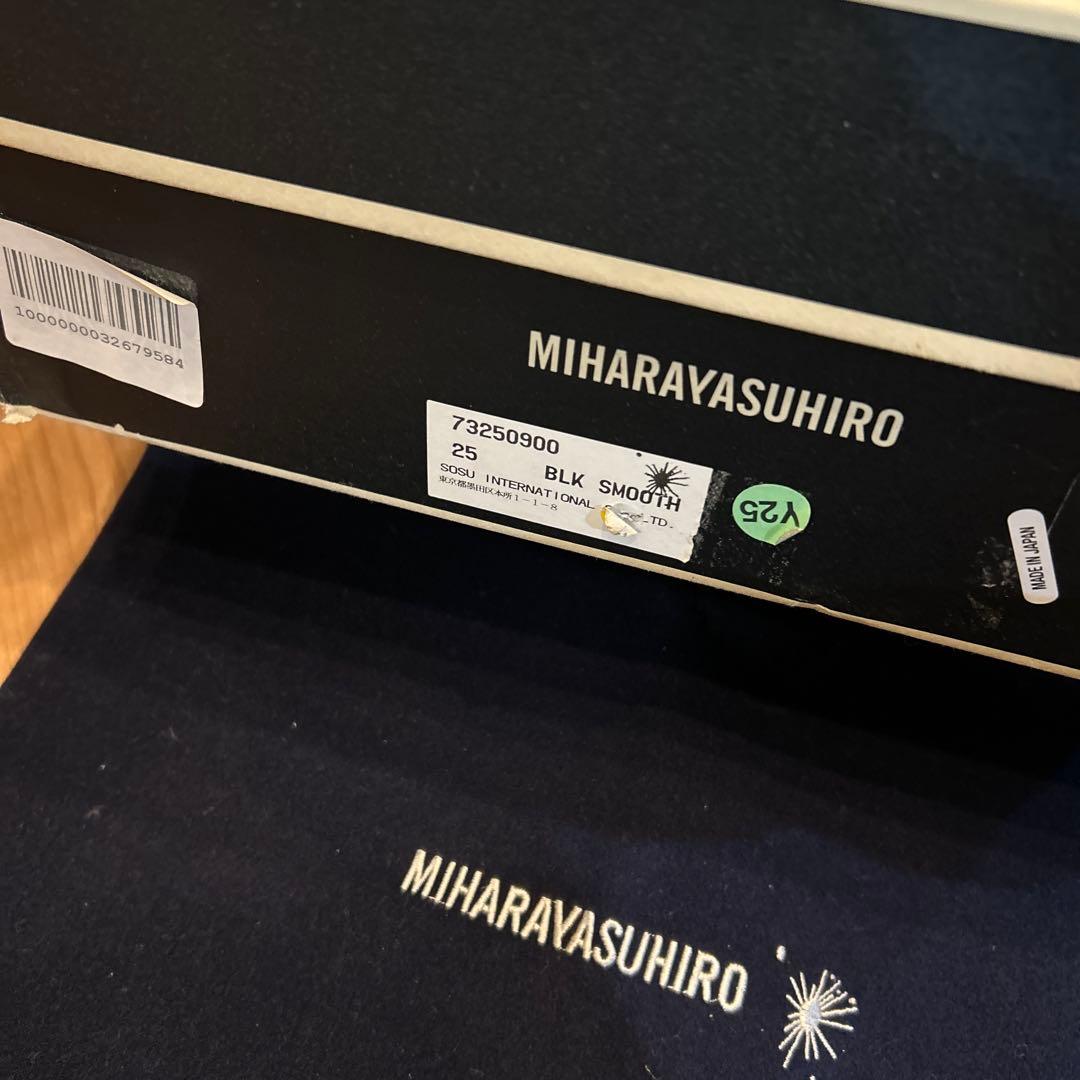 1000000032679584
MIHARAYASUHIRO
73250900
25 BLK SMOOTH
SOSU INTERNATIONAL LTD.
東京都墨田区本所1-1-8
Y25
MADE IN JAPAN
MIHARAYASUHIRO